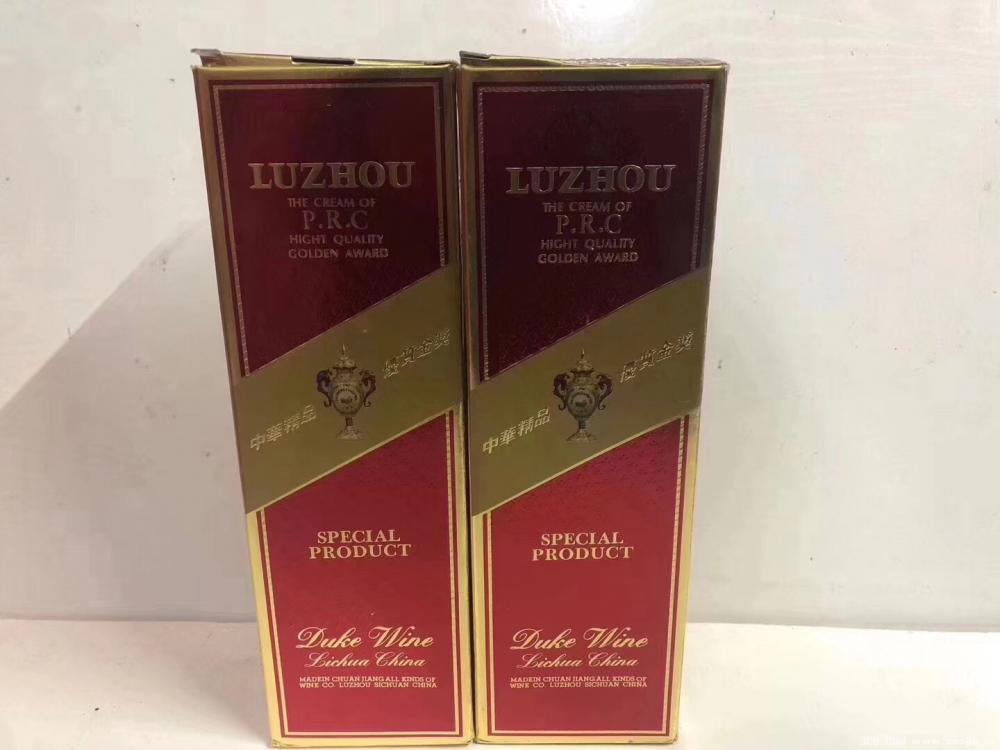 LUZHOU
THE CREAM OF
P.R.C
HIGHT QUALITY
GOLDEN AWARD
中華精品
優質金獎
SPECIAL
PRODUCT
Duke Wine
Lichua China
MADEIN CHUAN JIANG ALL KINDS OF
WINE CO. LUZHOU SICHUAN CHINA
LUZHOU
THE CREAM OF
P.R.C
HIGHT QUALITY
GOLDEN AWARD
中華精品
優質金獎
SPECIAL
PRODUCT
Duke Wine
Lichua China
MADEIN CHUAN JIANG ALL KINDS OF
WINE CO. LUZHOU SICHUAN CHINA